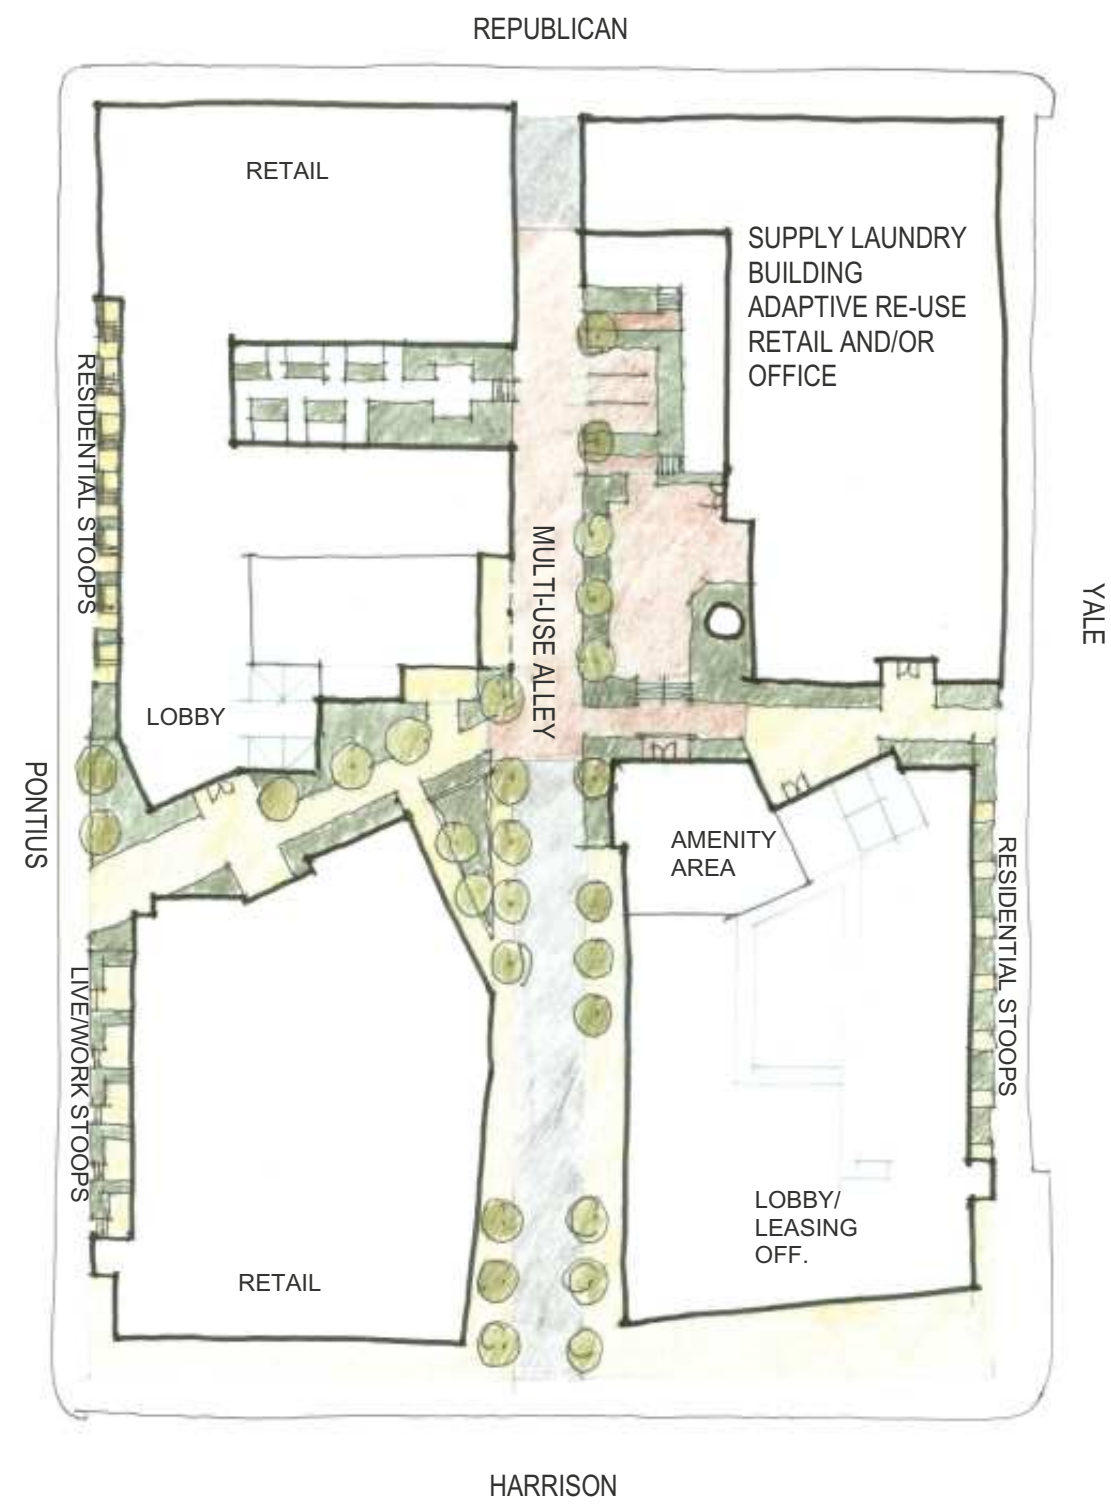 REPUBLICAN
RETAIL
SUPPLY LAUNDRY
BUILDING
ADAPTIVE RE-USE
RETAIL AND/OR
OFFICE
RESIDENTIAL STOOPS
MULTI-USE ALLEY
YALE
LOBBY
PONTIUS
AMENITY
AREA
RESIDENTIAL STOOPS
LIVE/WORK STOOPS
LOBBY/
LEASING
OFF.
RETAIL
HARRISON